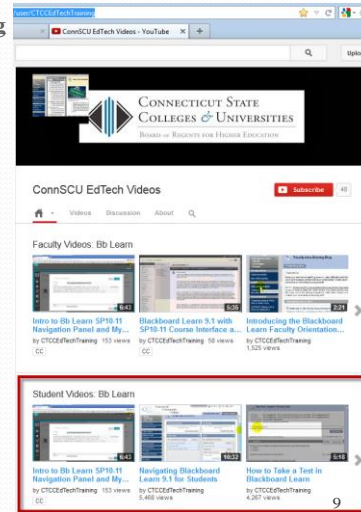 g
/user/CTCCEdTechTraining
ConnSCU EdTech Videos - YouTube
Uplo
CONNECTICUT STATE
COLLEGES & UNIVERSITIES
BOARD OF REGENTS FOR HIGHER EDUCATION
ConnSCU EdTech Videos
Subscribe 48
Videos Discussion About
Faculty Videos: Bb Learn
6:43 5:35 2:21
Intro to Bb Learn SP10-11 Navigation Panel and My...
by CTCCEdTechTraining 153 views
CC
Blackboard Learn 9.1 with SP10-11 Course Interface a...
by CTCCEdTechTraining 58 views
CC
Introducing the Blackboard Learn Faculty Orientation...
by CTCCEdTechTraining
1,525 views
Student Videos: Bb Learn
6:43 10:32 5:18
Intro to Bb Learn SP10-11 Navigation Panel and My...
by CTCCEdTechTraining 153 views
CC
Navigating Blackboard Learn 9.1 for Students
by CTCCEdTechTraining
5,468 views
How to Take a Test in Blackboard Learn
by CTCCEdTechTraining
4,267 views
9